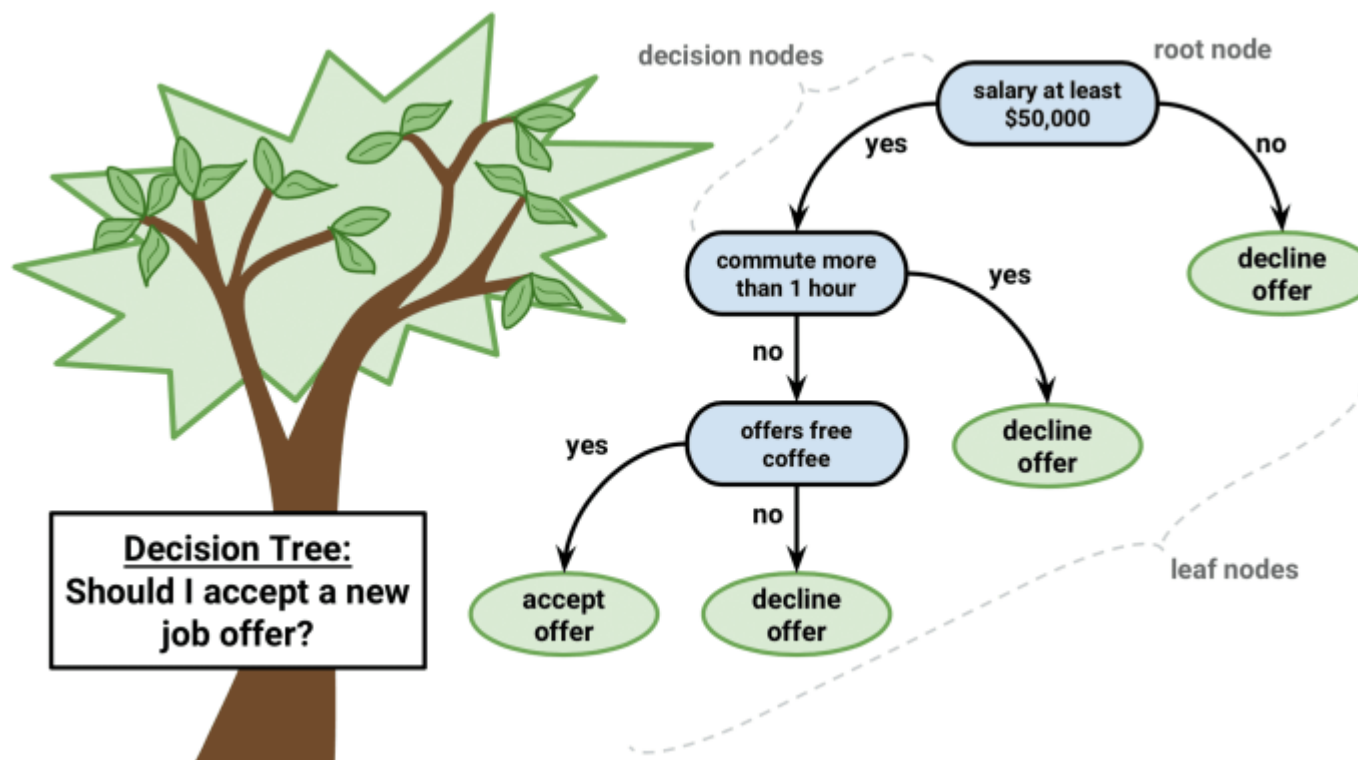 decision nodes
root node
salary at least
$50,000
yes
no
commute more
than 1 hour
yes
decline
offer
no
offers free
coffee
yes
decline
offer
no
Decision Tree:
Should I accept a new
job offer?
leaf nodes
accept
offer
decline
offer